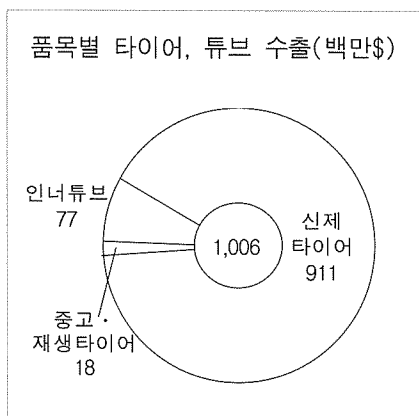 품목별 타이어, 튜브 수출(백만$)
인너튜브
77
1,006
신제
타이어
911
중고·
재생타이어
18